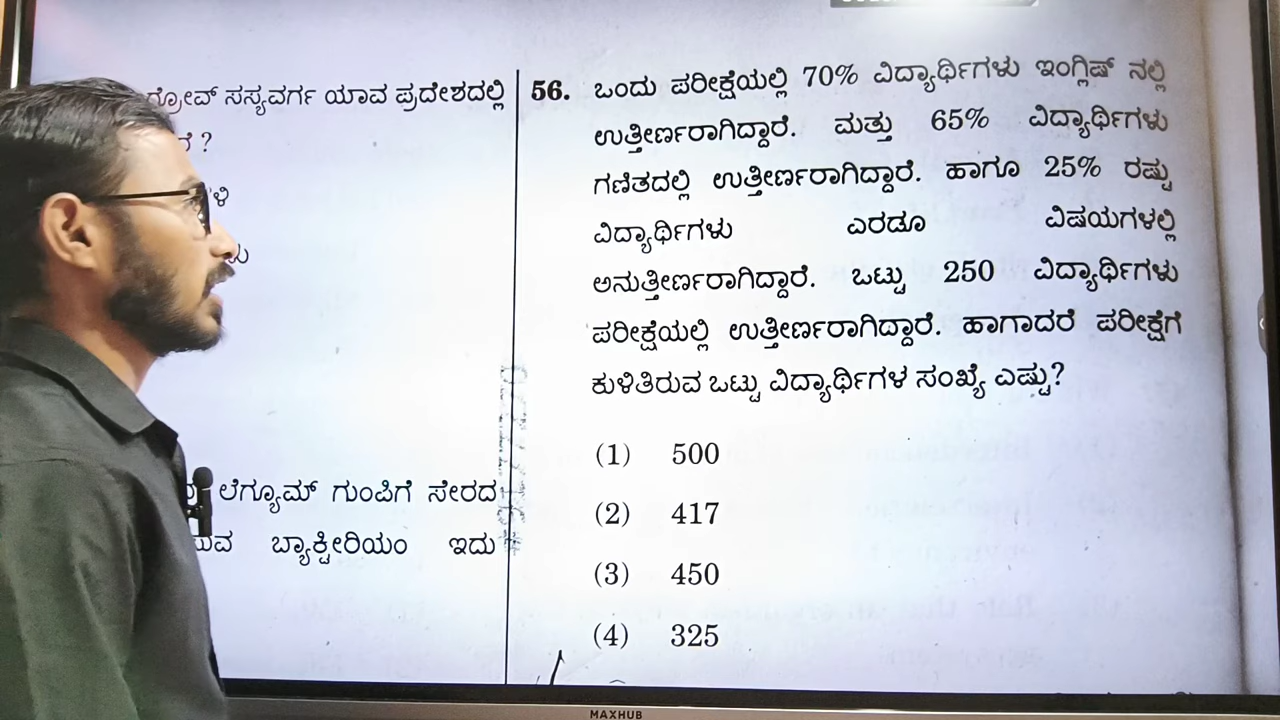 ಸಸ್ಯವರ್ಗ ಯಾವ ಪ್ರದೇಶದಲ್ಲಿ
?
ಲೆಗ್ಯೂಮ್ ಗುಂಪಿಗೆ ಸೇರದ
ಬ್ಯಾಕ್ಟೀರಿಯಂ ಇದು
56. ಒಂದು ಪರೀಕ್ಷೆಯಲ್ಲಿ 70% ವಿದ್ಯಾರ್ಥಿಗಳು ಇಂಗ್ಲಿಷ್ ನಲ್ಲಿ
ಉತ್ತೀರ್ಣರಾಗಿದ್ದಾರೆ. ಮತ್ತು 65% ವಿದ್ಯಾರ್ಥಿಗಳು
ಗಣಿತದಲ್ಲಿ ಉತ್ತೀರ್ಣರಾಗಿದ್ದಾರೆ. ಹಾಗೂ 25% ರಷ್ಟು
ವಿದ್ಯಾರ್ಥಿಗಳು ಎರಡೂ ವಿಷಯಗಳಲ್ಲಿ
ಅನುತ್ತೀರ್ಣರಾಗಿದ್ದಾರೆ. ಒಟ್ಟು 250 ವಿದ್ಯಾರ್ಥಿಗಳು
ಪರೀಕ್ಷೆಯಲ್ಲಿ ಉತ್ತೀರ್ಣರಾಗಿದ್ದಾರೆ. ಹಾಗಾದರೆ ಪರೀಕ್ಷೆಗೆ
ಕುಳಿತಿರುವ ಒಟ್ಟು ವಿದ್ಯಾರ್ಥಿಗಳ ಸಂಖ್ಯೆ ಎಷ್ಟು?
(1) 500
(2) 417
(3) 450
(4) 325
MAXHUB